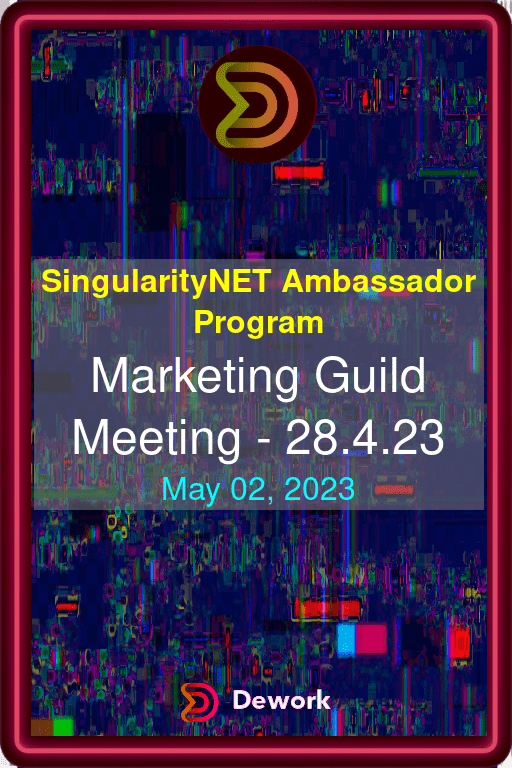 SingularityNET Ambassador
Program
Marketing Guild
Meeting - 28.4.23
May 02, 2023
Dework